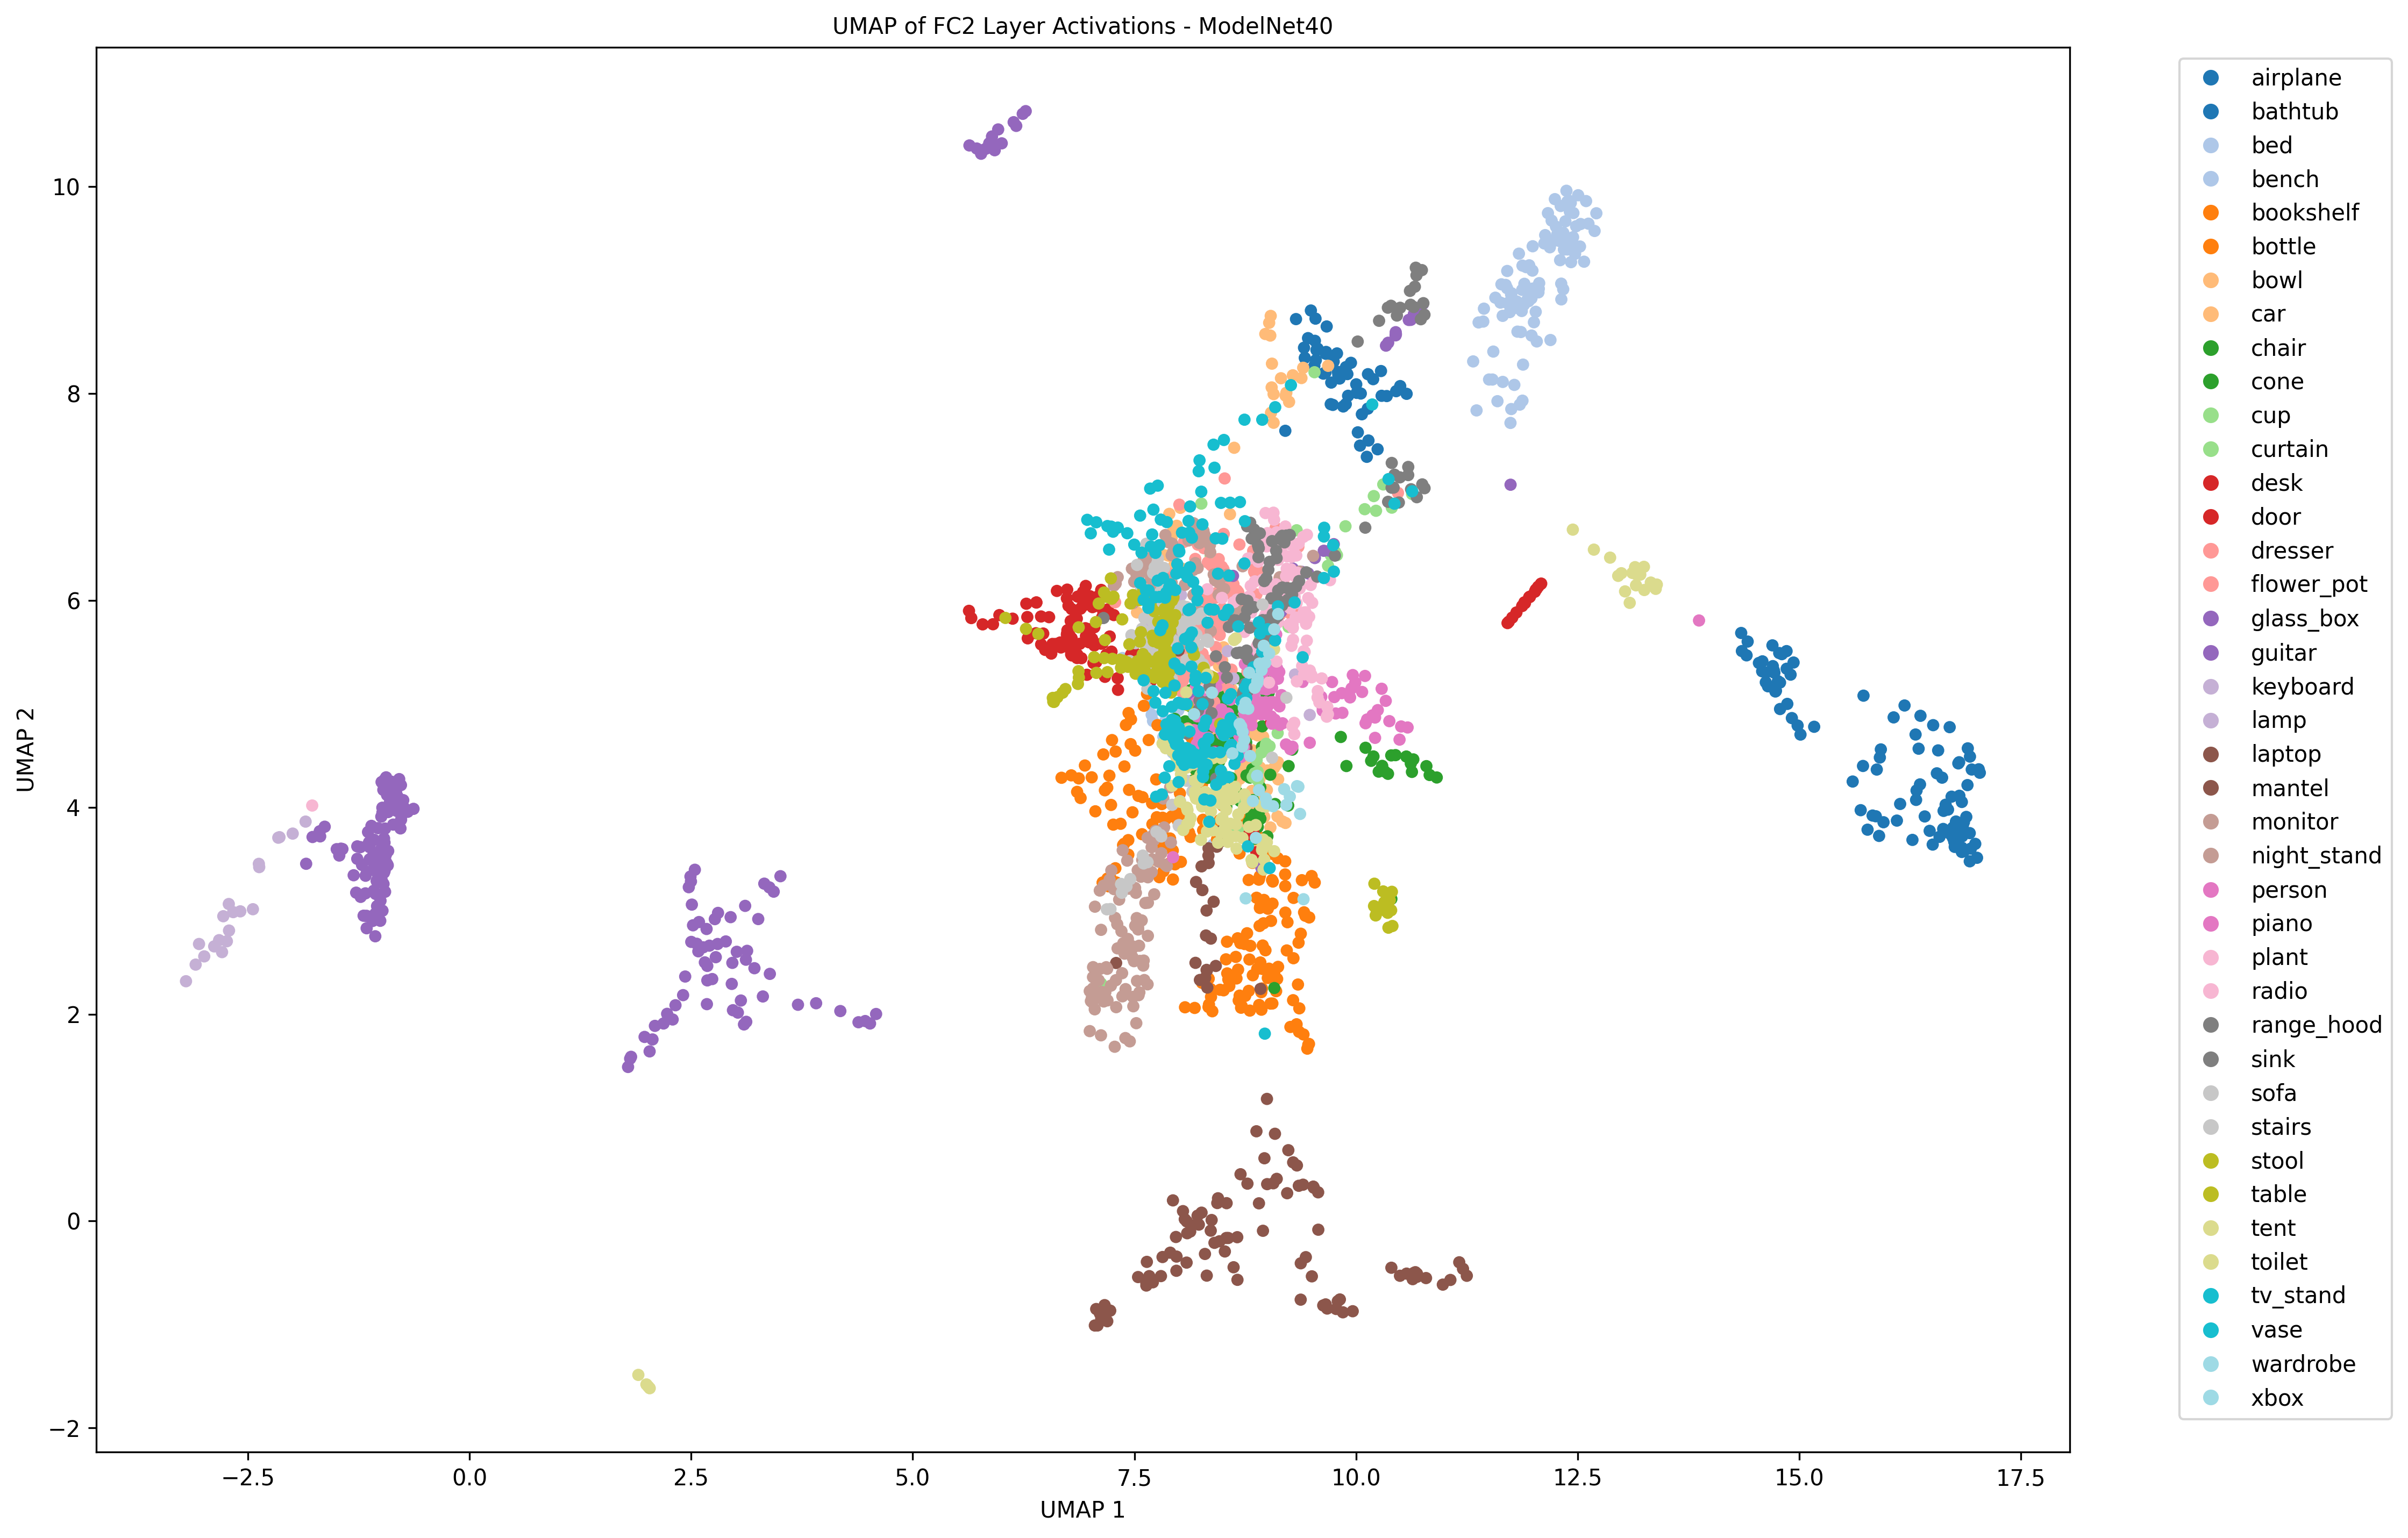 UMAP of FC2 Layer Activations - ModelNet40
UMAP 2
10
8
6
4
2
0
−2
−2.5
0.0
2.5
5.0
7.5
10.0
12.5
15.0
17.5
UMAP 1
airplane
bathtub
bed
bench
bookshelf
bottle
bowl
car
chair
cone
cup
curtain
desk
door
dresser
flower_pot
glass_box
guitar
keyboard
lamp
laptop
mantel
monitor
night_stand
person
piano
plant
radio
range_hood
sink
sofa
stairs
stool
table
tent
toilet
tv_stand
vase
wardrobe
xbox